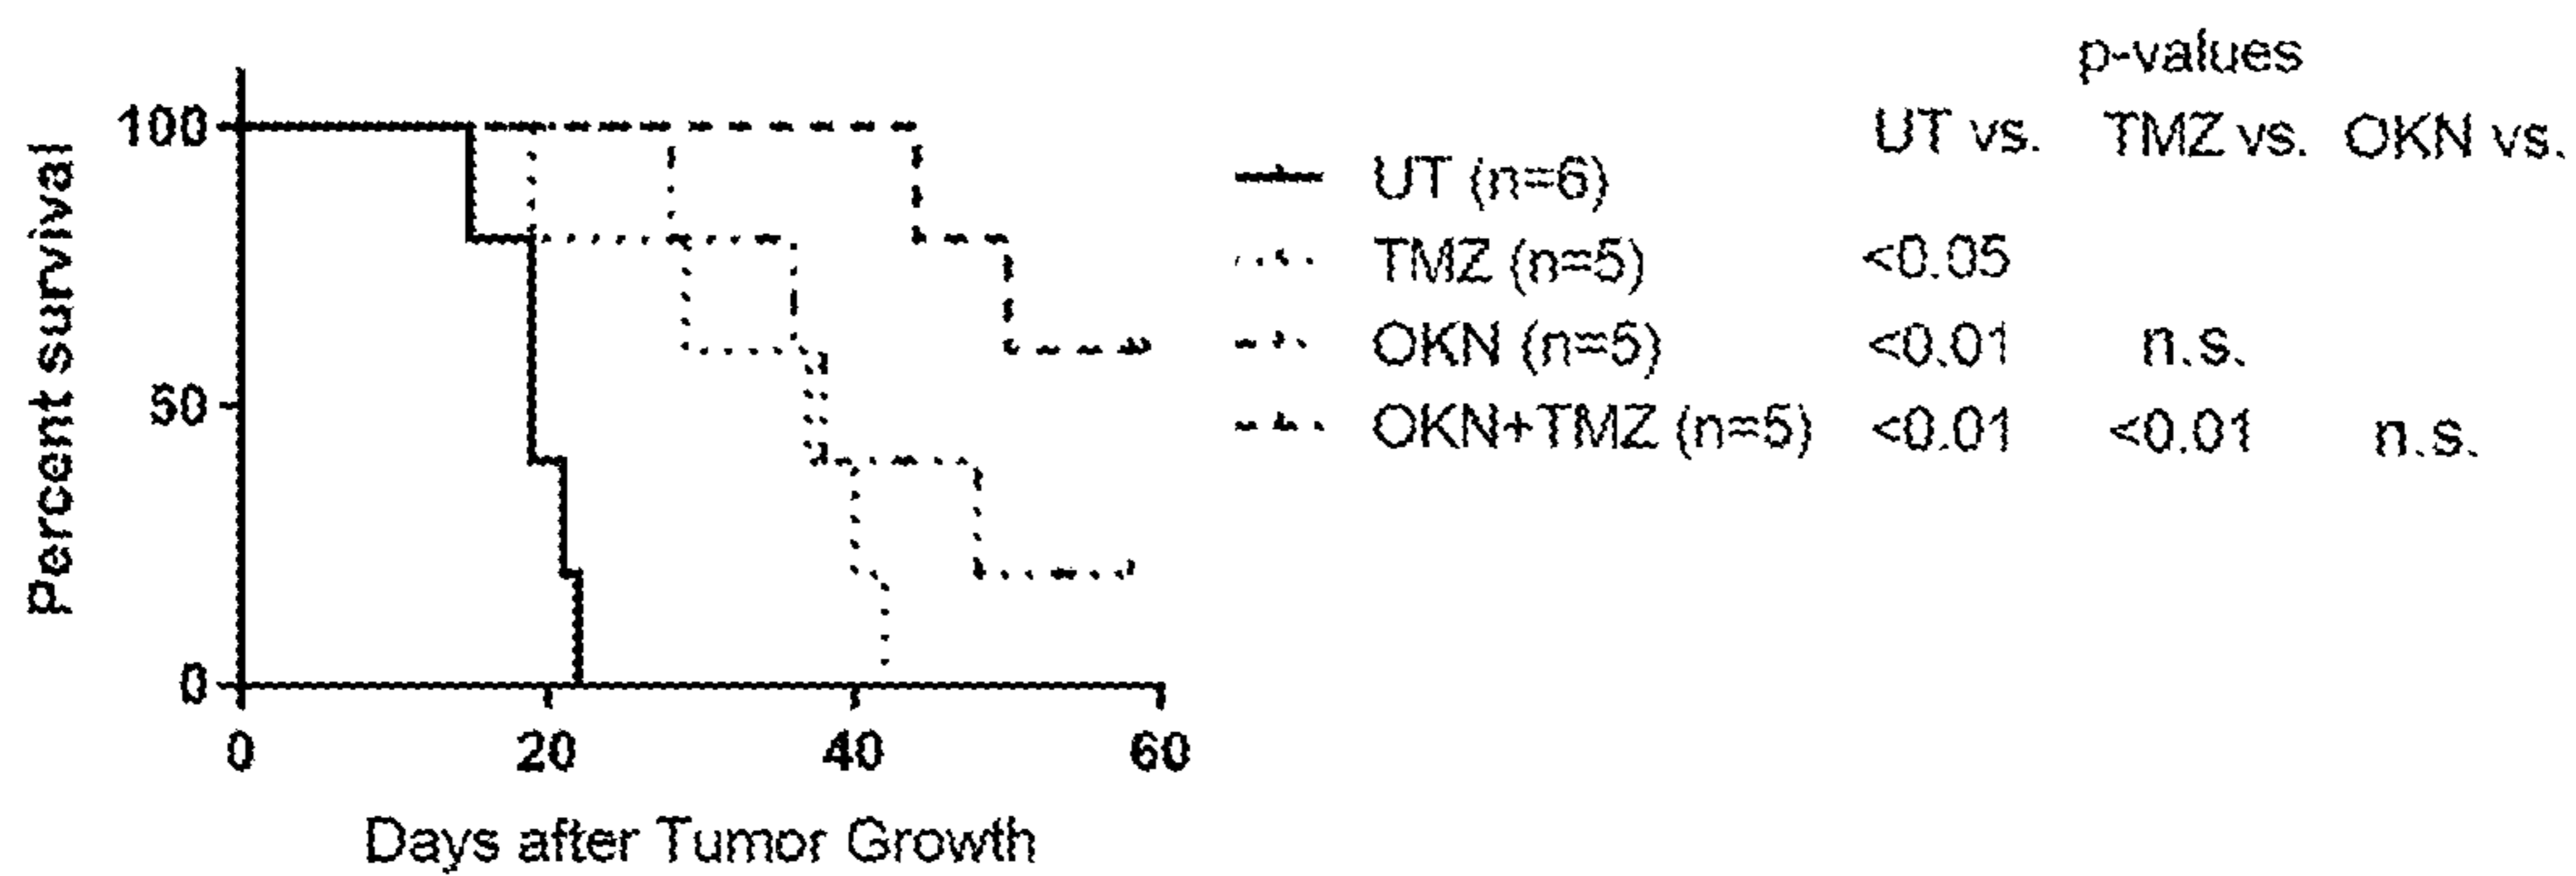 p-values
UT vs. TMZ vs. OKN vs.
UT (n=6)
TMZ (n=5) <0.05
OKN (n=5) <0.01 n.s.
OKN+TMZ (n=5) <0.01 <0.01 n.s.
Percent survival
100
50
0
0 20 40 60
Days after Tumor Growth